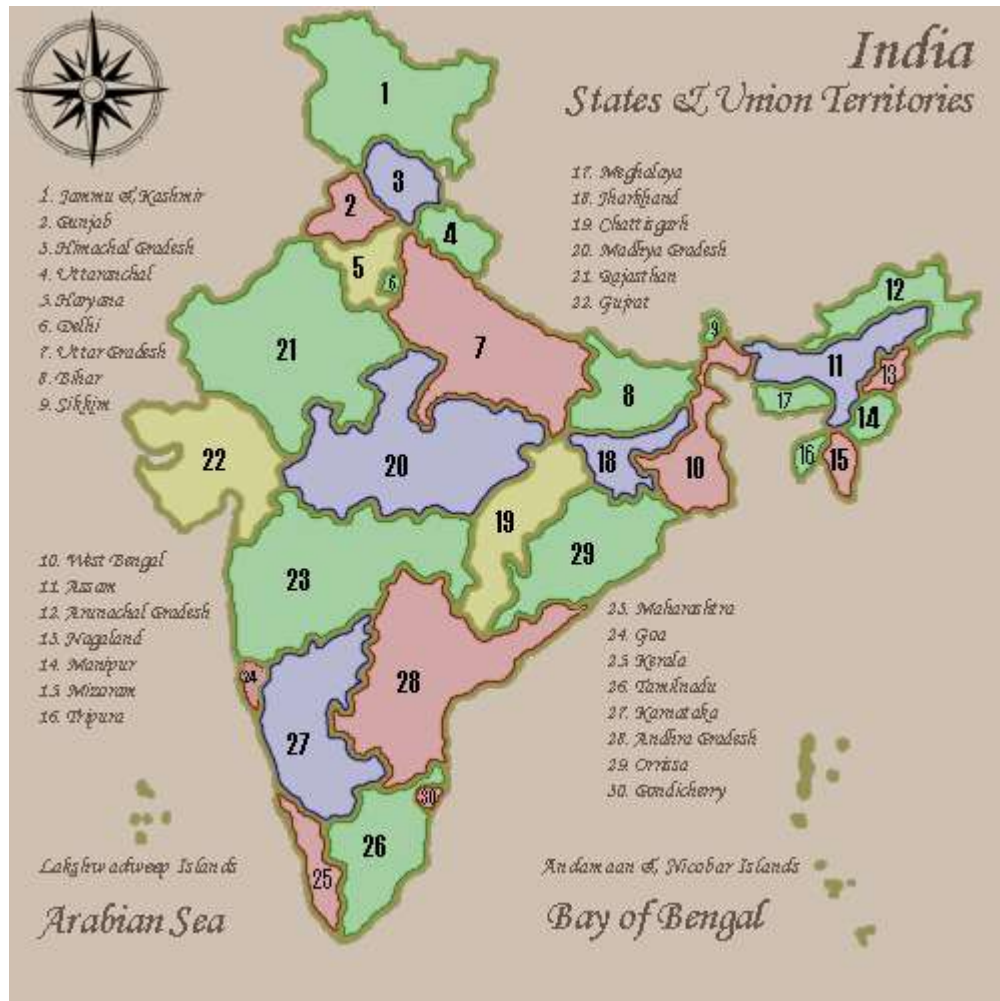 India
States & Union Territories
1. Jammu & Kashmir
2. Punjab
3. Himachal Pradesh
4. Uttaranchal
5. Haryana
6. Delhi
7. Uttar Pradesh
8. Bihar
9. Sikkim
17. Meghalaya
18. Jharkhand
19. Chattisgarh
20. Madhya Pradesh
21. Rajasthan
22. Gujrat
1
3
2
4
5
6
12
9
21
7
11
13
8
17
14
22
20
18
10
16
15
19
29
23
10. West Bengal
11. Assam
12. Arunachal Pradesh
13. Nagaland
14. Manipur
15. Mizoram
16. Tripura
23. Maharashtra
24. Goa
25. Kerala
26. Tamilnadu
27. Karnataka
28. Andhra Pradesh
29. Orrissa
30. Pondicherry
24
28
27
30
26
25
Lakshwadweep Islands
Andamaan & Nicobar Islands
Arabian Sea
Bay of Bengal